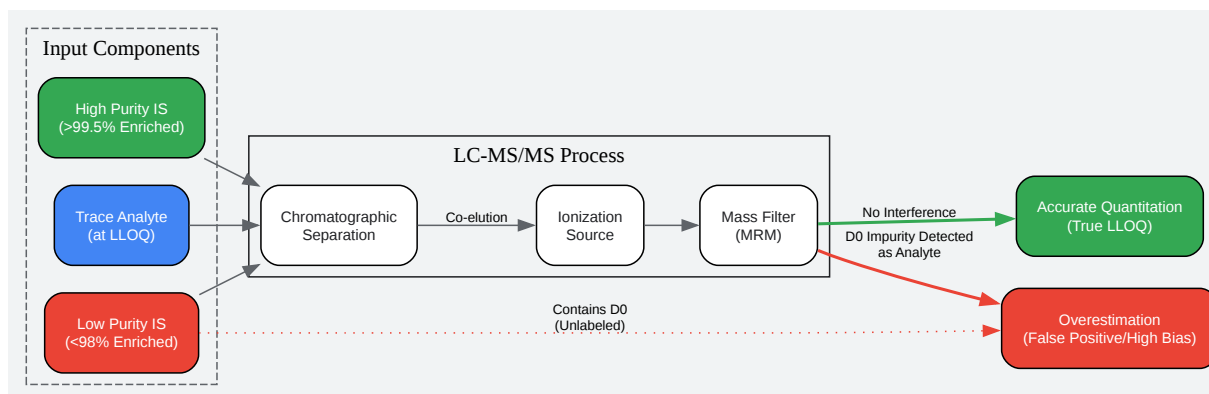 Input Components
High Purity IS
(>99.5% Enriched)
Trace Analyte
(at LLOQ)
Low Purity IS
(<98% Enriched)
LC-MS/MS Process
Chromatographic
Separation
Co-elution
Ionization
Source
Mass Filter
(MRM)
No Interference
D0 Impurity Detected
as Analyte
Contains D0
(Unlabeled)
Accurate Quantitation
(True LLOQ)
Overestimation
(False Positive/High Bias)